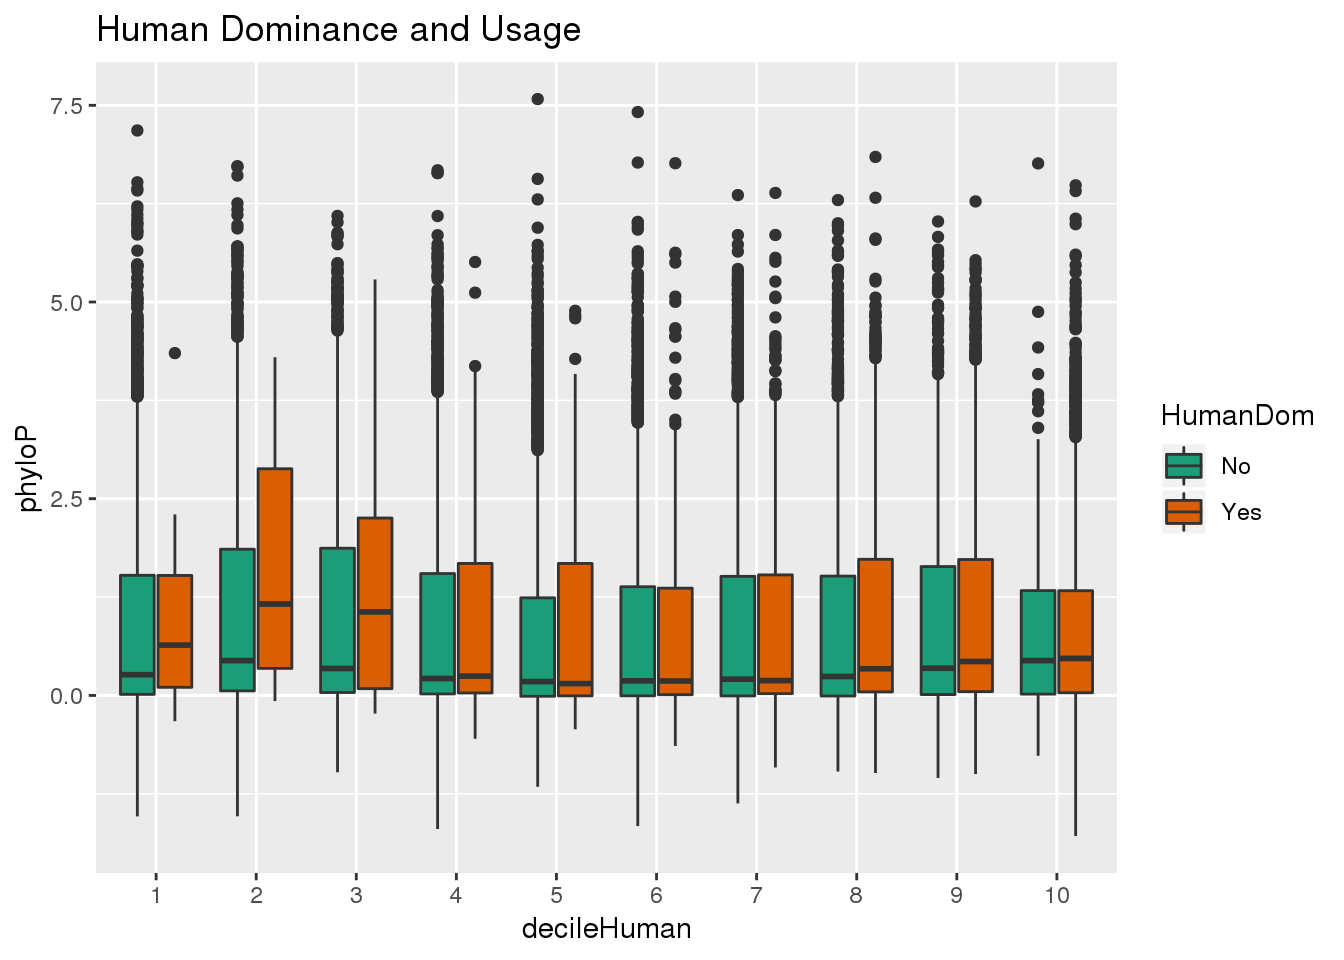 Human Dominance and Usage
7.5
5.0
2.5
0.0
phyloP
1 2 3 4 5 6 7 8 9 10
decileHuman
HumanDom
No
Yes